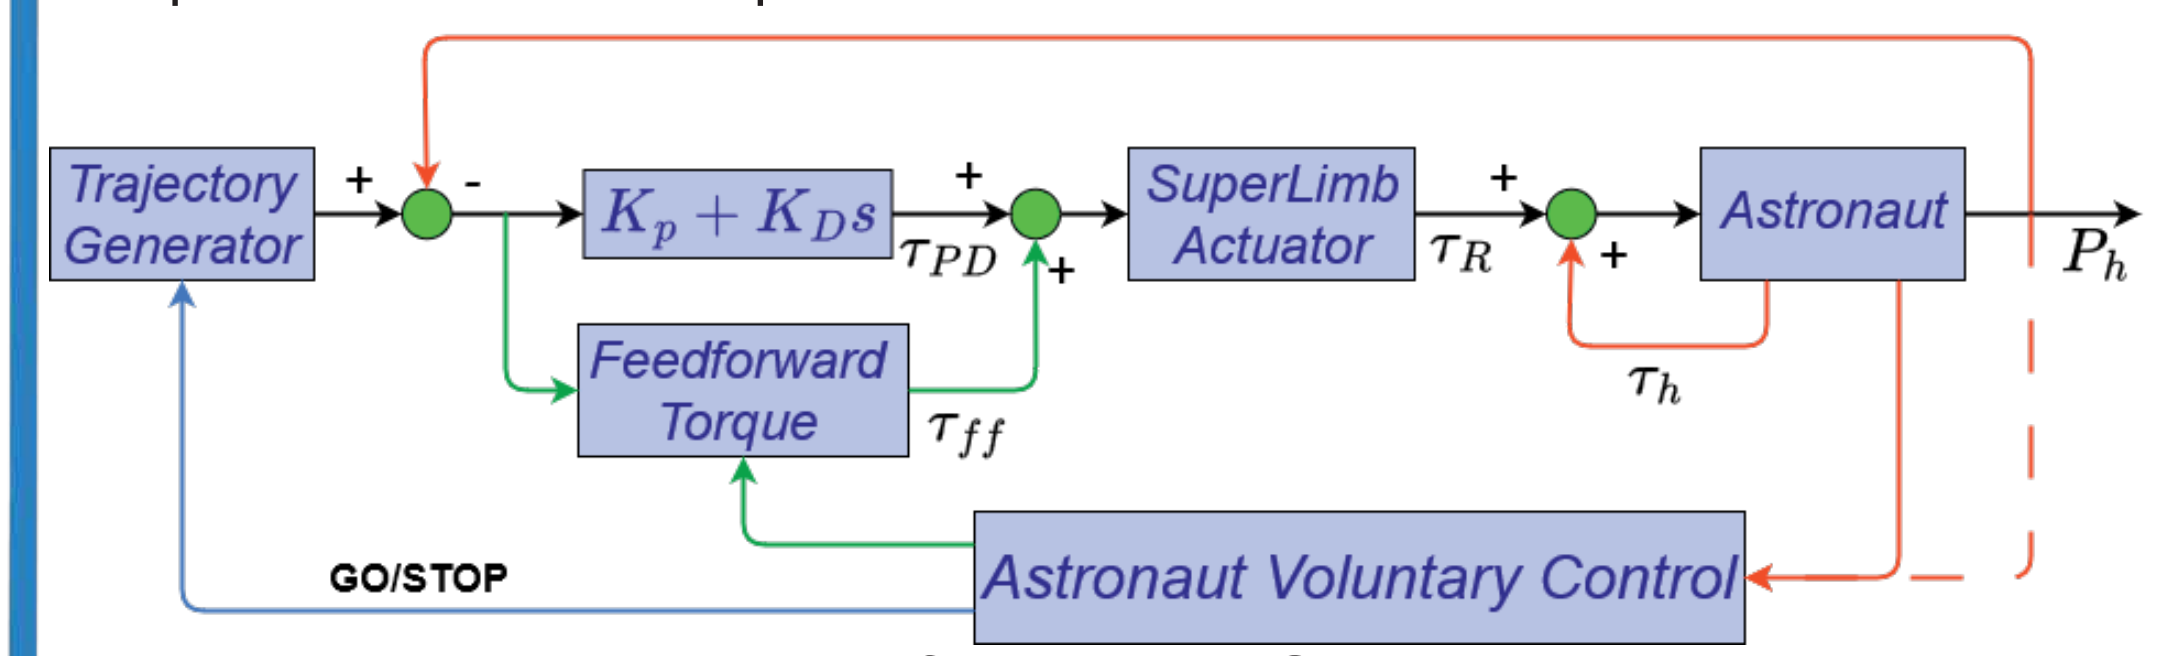 Trajectory
Generator
+
-
K_p + K_D s
τ_PD
+
+
SuperLimb
Actuator
τ_R
+
+
Astronaut
P_h
τ_h
Feedforward
Torque
τ_ff
GO/STOP
Astronaut Voluntary Control